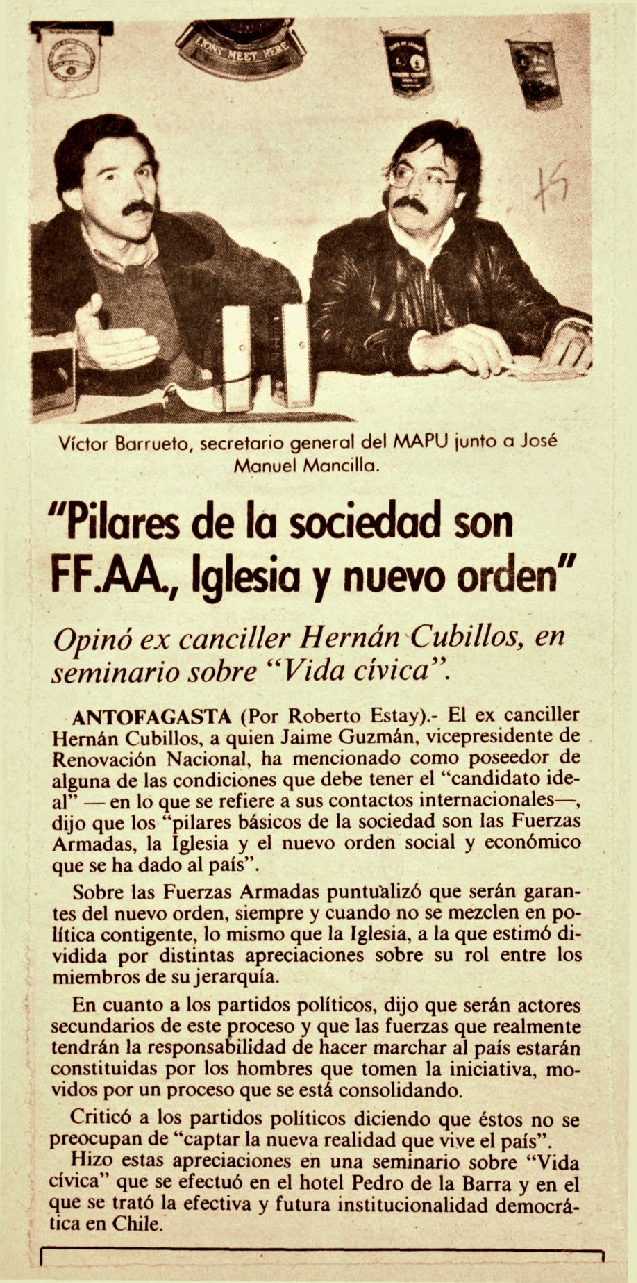 LIONS MEET HERE
Víctor Barrueto, secretario general del MAPU junto a José
Manuel Mancilla.
"Pilares de la sociedad son
FF.AA., Iglesia y nuevo orden"
Opinó ex canciller Hernán Cubillos, en
seminario sobre "Vida cívica".
ANTOFAGASTA (Por Roberto Estay).- El ex canciller
Hernán Cubillos, a quien Jaime Guzmán, vicepresidente de
Renovación Nacional, ha mencionado como poseedor de
alguna de las condiciones que debe tener el "candidato ide-
al" —en lo que se refiere a sus contactos internacionales—,
dijo que los "pilares básicos de la sociedad son las Fuerzas
Armadas, la Iglesia y el nuevo orden social y económico
que se ha dado al país".
Sobre las Fuerzas Armadas puntualizó que serán garan-
tes del nuevo orden, siempre y cuando no se mezclen en po-
lítica contigente, lo mismo que la Iglesia, a la que estimó di-
vidida por distintas apreciaciones sobre su rol entre los
miembros de su jerarquía.
En cuanto a los partidos políticos, dijo que serán actores
secundarios de este proceso y que las fuerzas que realmente
tendrán la responsabilidad de hacer marchar al país estarán
constituidas por los hombres que tomen la iniciativa, mo-
vidos por un proceso que se está consolidando.
Criticó a los partidos políticos diciendo que éstos no se
preocupan de "captar la nueva realidad que vive el país".
Hizo estas apreciaciones en una seminario sobre "Vida
cívica" que se efectuó en el hotel Pedro de la Barra y en el
que se trató la efectiva y futura institucionalidad democrá-
tica en Chile.